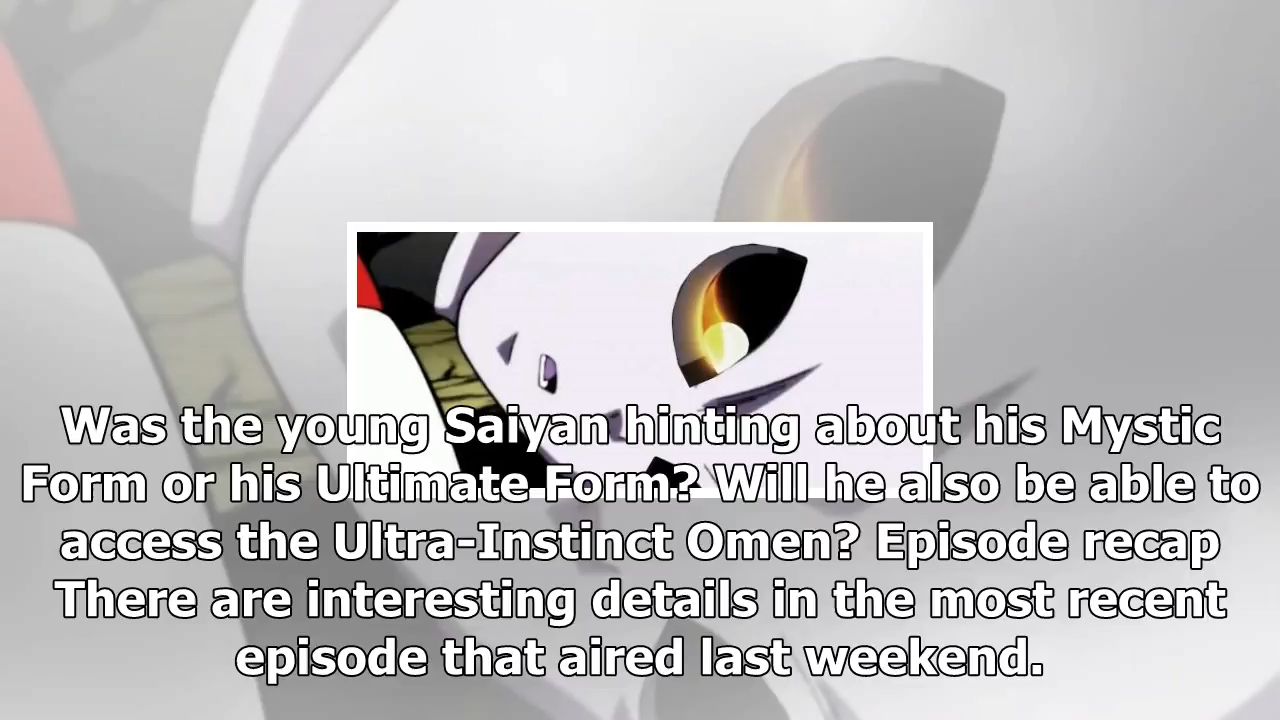 Was the young Saiyan hinting about his Mystic
Form or his Ultimate Form? Will he also be able to
access the Ultra-Instinct Omen? Episode recap
There are interesting details in the most recent
episode that aired last weekend.